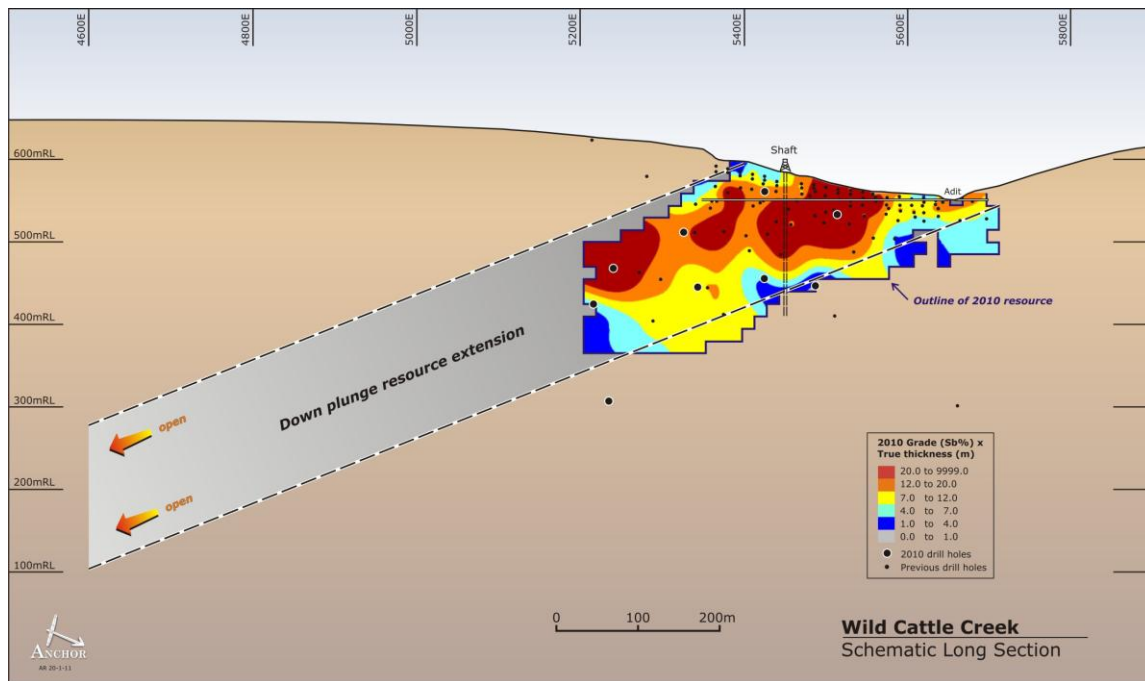 4600E
4800E
5000E
5200E
5400E
5600E
5800E
600mRL
500mRL
400mRL
300mRL
200mRL
100mRL
Shaft
Adit
Outline of 2010 resource
Down plunge resource extension
open
open
2010 Grade (Sb%) x
True thickness (m)
20.0 to 9999.0
12.0 to 20.0
7.0 to 12.0
4.0 to 7.0
1.0 to 4.0
0.0 to 1.0
2010 drill holes
Previous drill holes
0 100 200m
Wild Cattle Creek
Schematic Long Section
ANCHOR
AR 20-1-11